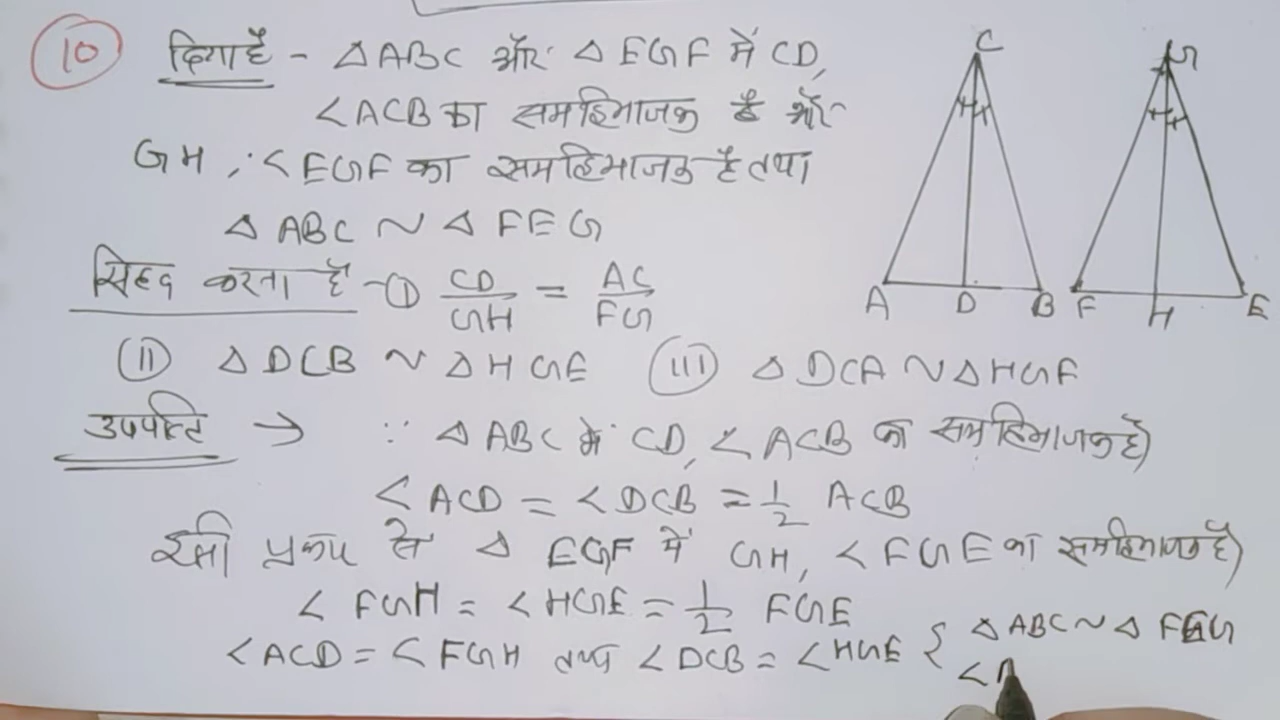 10 दिया है - △ABC और △EGF में CD,
∠ACB का समद्विभाजक है और
GH, ∠EGF का समद्विभाजक है तथा
△ABC ~ △FEG
सिद्ध करना है - (i) CD/GH = AC/FG
(ii) △DCB ~ △HGE (iii) △DCA ~ △HGF
उपपत्ति → ∵ △ABC में CD, ∠ACB का समद्विभाजक है)
∠ACD = ∠DCB = 1/2 ACB
इसी प्रकार से △EGF में GH, ∠FGE का समद्विभाजक है)
∠FGH = ∠HGE = 1/2 FGE
∠ACD = ∠FGH तथा ∠DCB = ∠HGE { △ABC ~ △FEG
∠
C
A D B
G
F H E